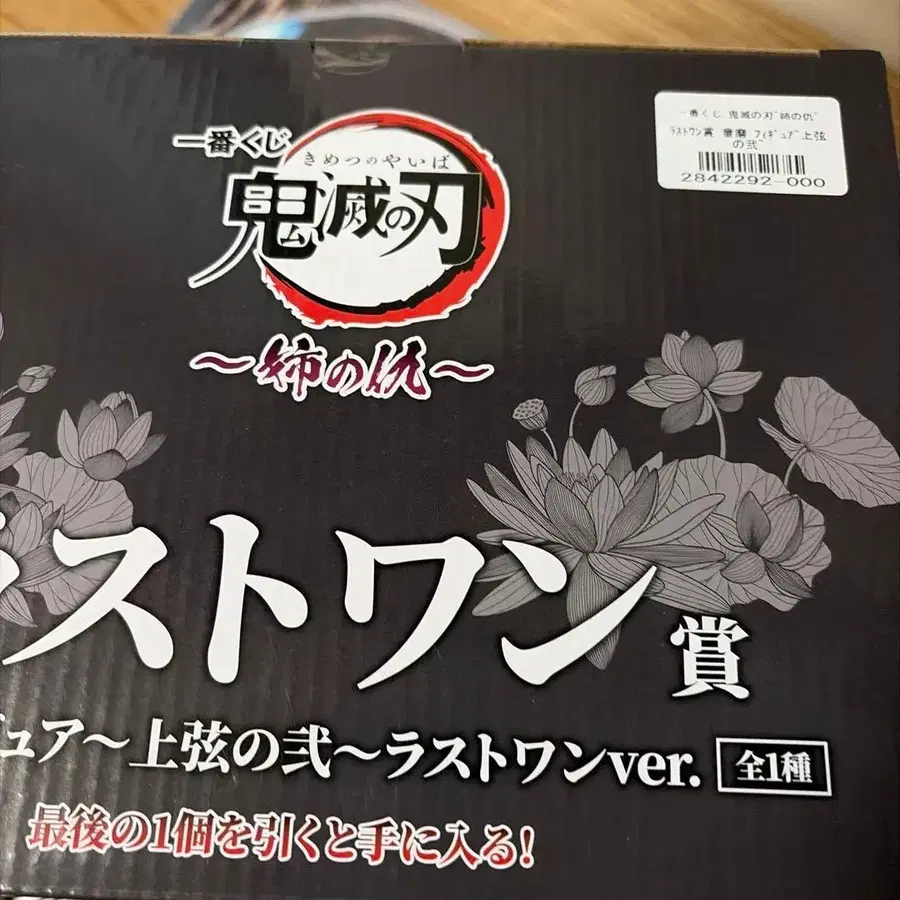 一番くじ
きめつのやいば
鬼滅の刃
～姉の仇～
一番くじ 鬼滅の刃 姉の仇
ラストワン賞 童磨 フィギュア 上弦
の弐
2842292-000
ラストワン賞
ュア～上弦の弐～ラストワンver. 全1種
最後の1個を引くと手に入る!